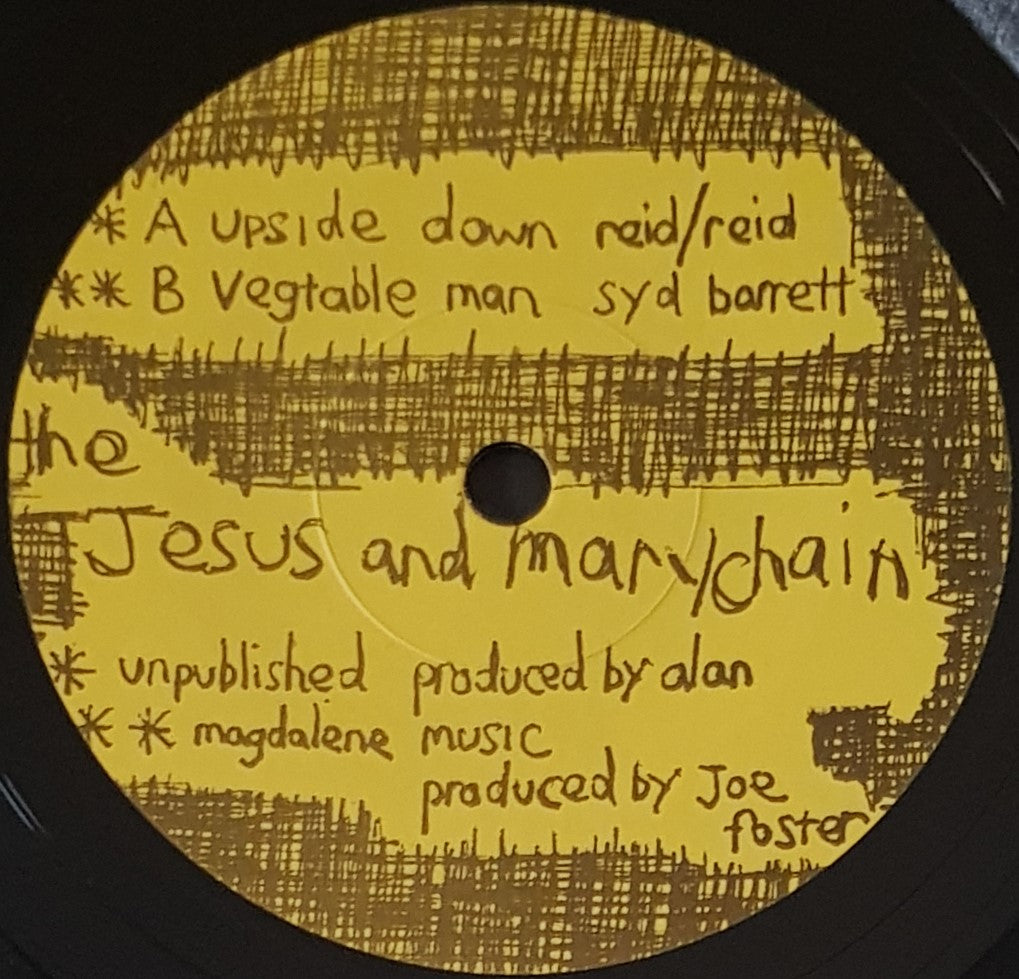 * A upside down reid/reid
** B Vegtable man syd barrett
the
Jesus and mary chain
* unpublished produced by alan
** magdalene music
produced by Joe
foster